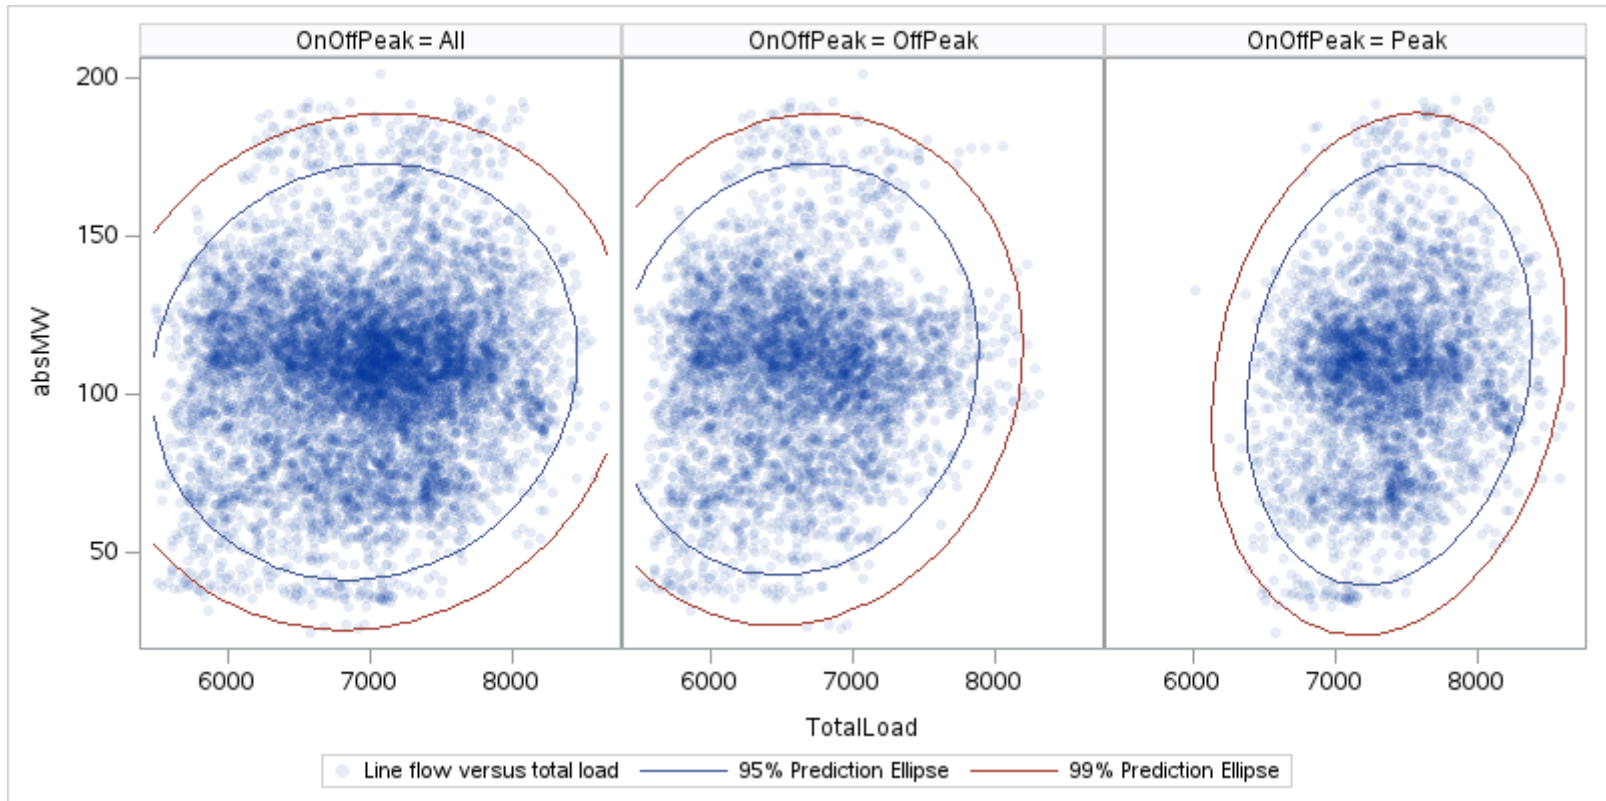 OnOffPeak = All OnOffPeak = OffPeak OnOffPeak = Peak
200
150
100
50
absMW
6000 7000 8000 6000 7000 8000 6000 7000 8000
TotalLoad
Line flow versus total load 95% Prediction Ellipse 99% Prediction Ellipse